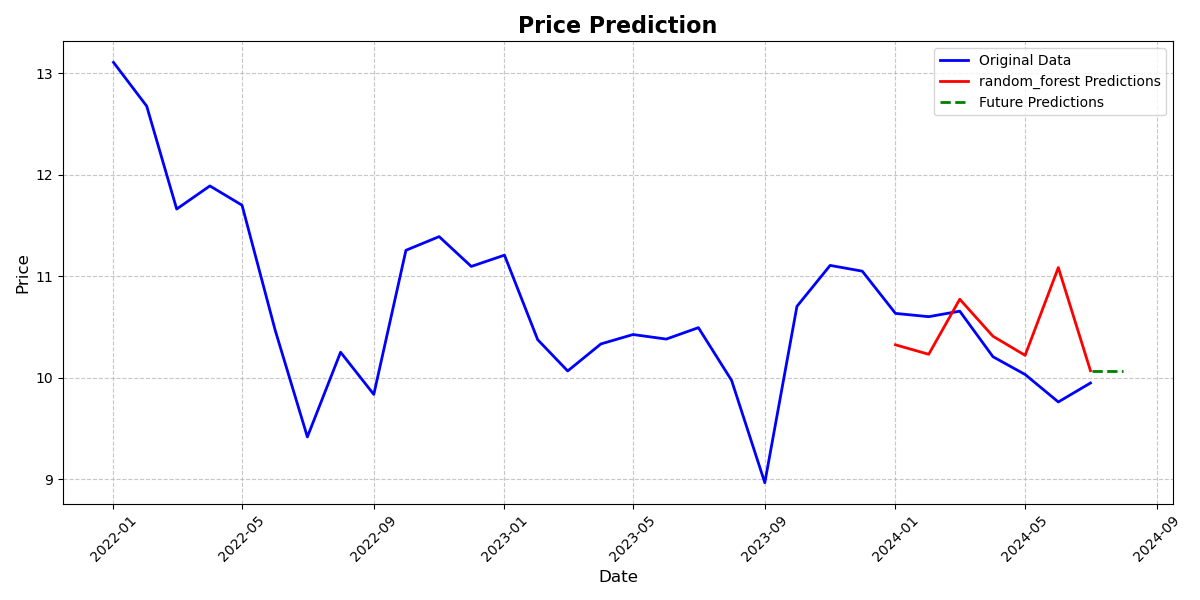 Price Prediction
Original Data
random_forest Predictions
Future Predictions
Price
13
12
11
10
9
2022-01
2022-05
2022-09
2023-01
2023-05
2023-09
2024-01
2024-05
2024-09
Date